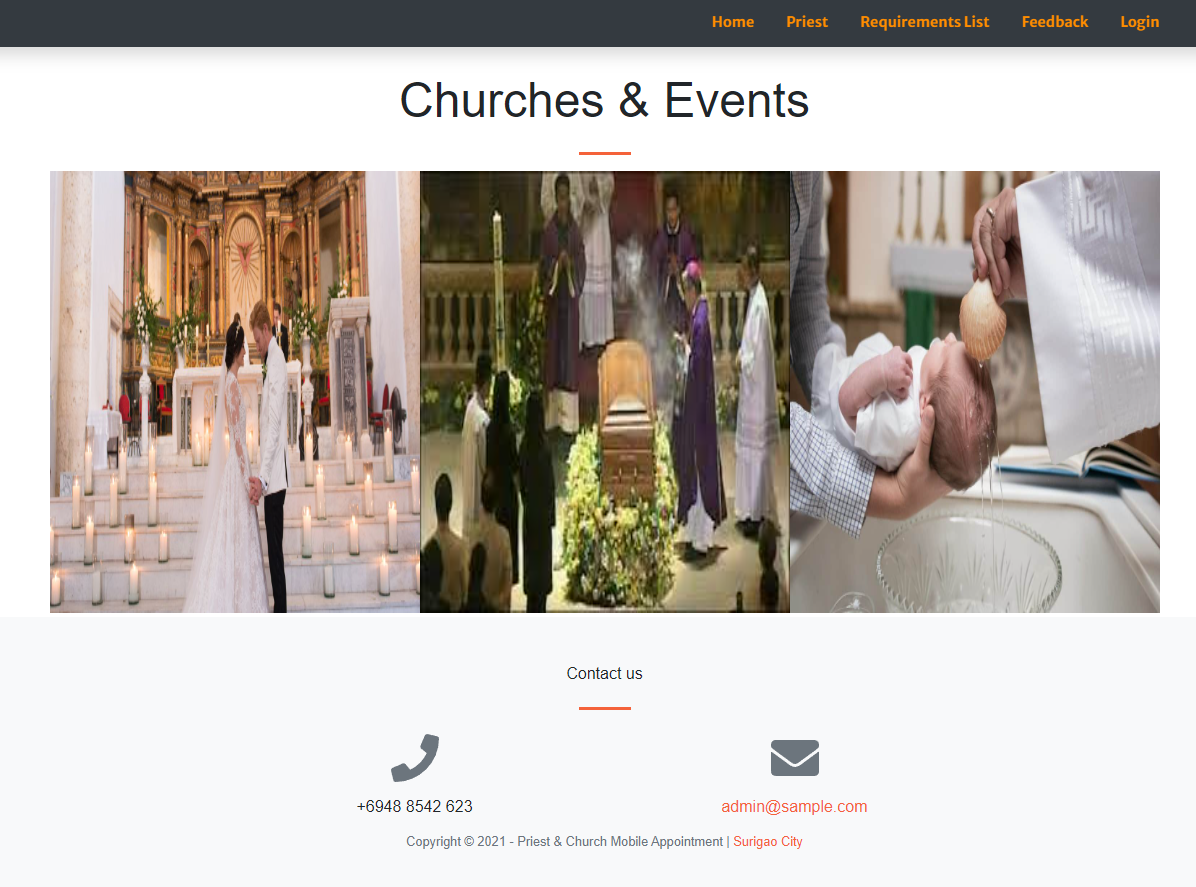 Home Priest Requirements List Feedback Login
Churches & Events
Contact us
+6948 8542 623 admin@sample.com
Copyright © 2021 - Priest & Church Mobile Appointment | Surigao City